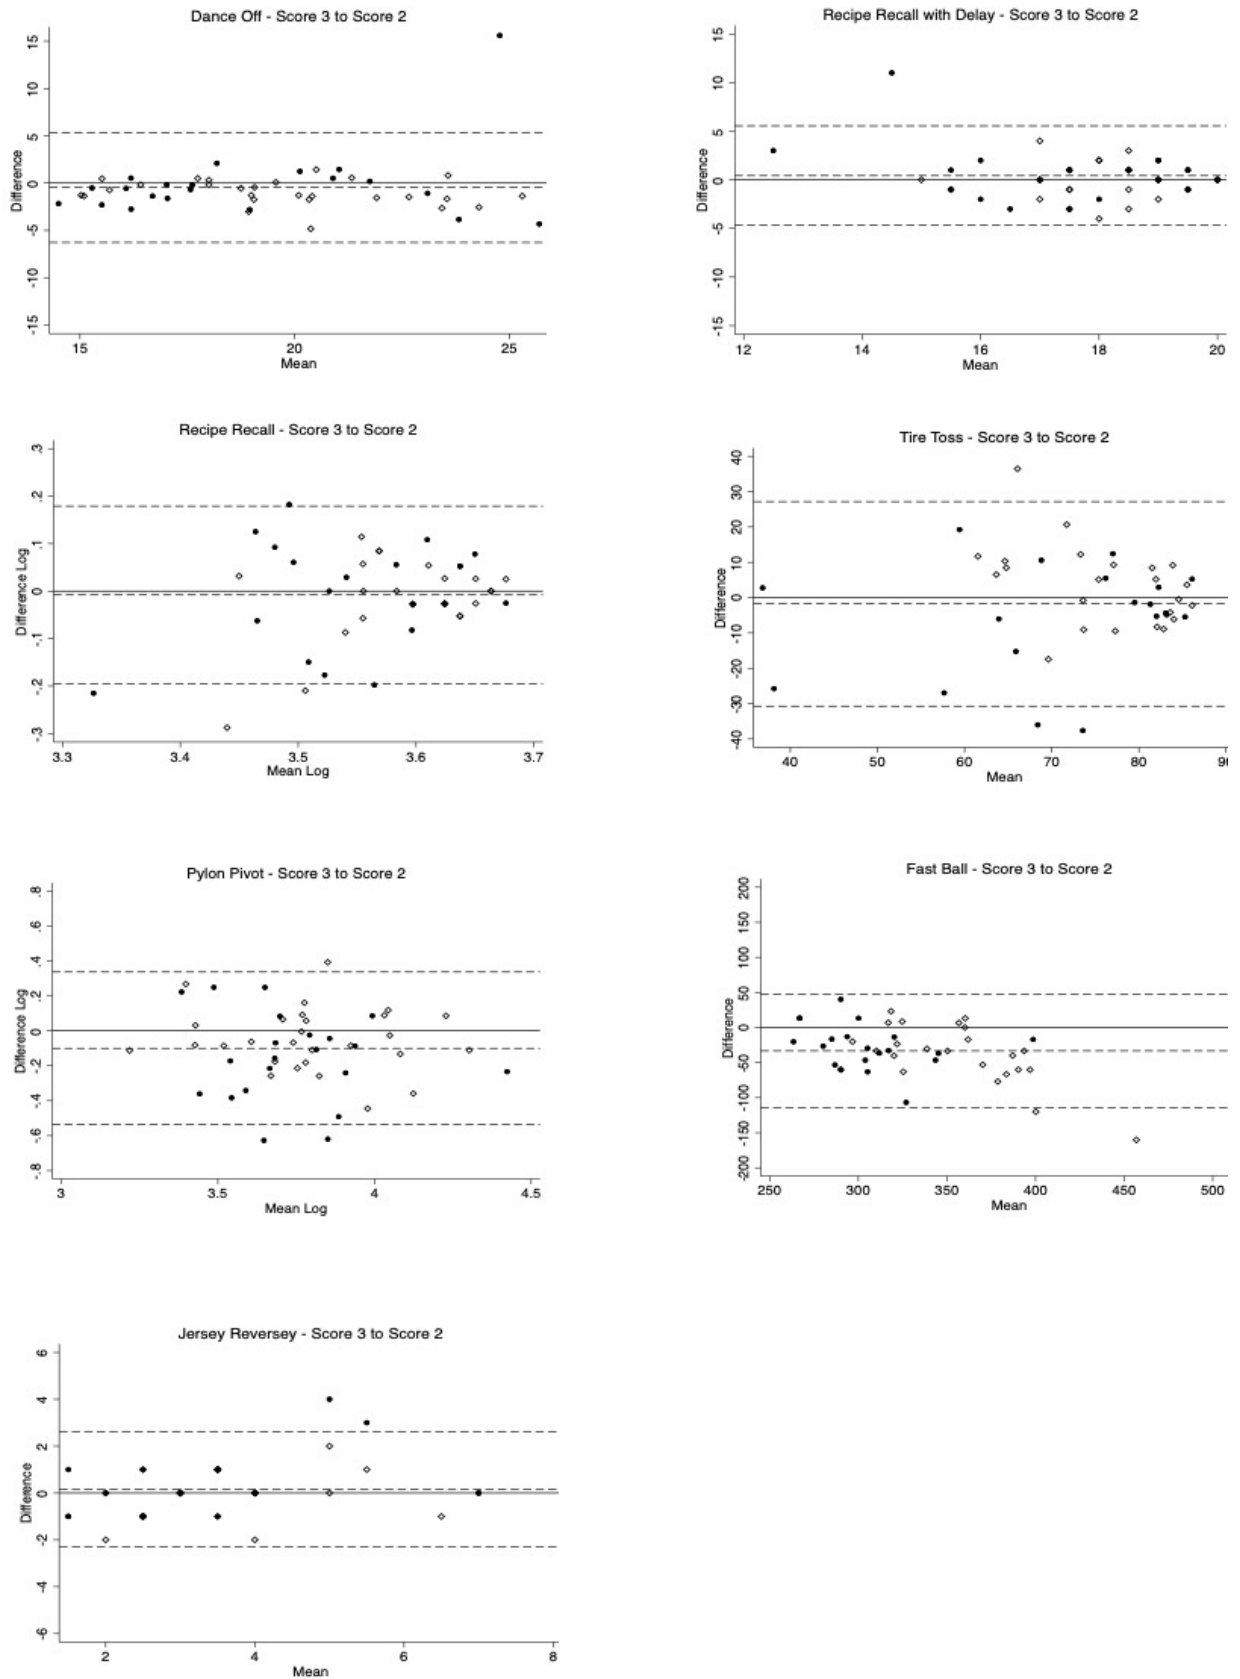 Dance Off - Score 3 to Score 2
15
10
5
0
-5
-10
-15
Difference
15 20 25
Mean
Recipe Recall with Delay - Score 3 to Score 2
15
10
5
0
-5
-10
-15
Difference
12 14 16 18 20
Mean
Recipe Recall - Score 3 to Score 2
.3
.2
.1
0
-.1
-.2
-.3
Difference Log
3.3 3.4 3.5 3.6 3.7
Mean Log
Tire Toss - Score 3 to Score 2
40
30
20
10
0
-10
-20
-30
-40
Difference
40 50 60 70 80
Mean
Pylon Pivot - Score 3 to Score 2
.8
.6
.4
.2
0
-.2
-.4
-.6
-.8
Difference Log
3 3.5 4 4.5
Mean Log
Fast Ball - Score 3 to Score 2
200
150
100
50
0
-50
-100
-150
-200
Difference
250 300 350 400 450 500
Mean
Jersey Reversey - Score 3 to Score 2
6
4
2
0
-2
-4
-6
Difference
2 4 6 8
Mean